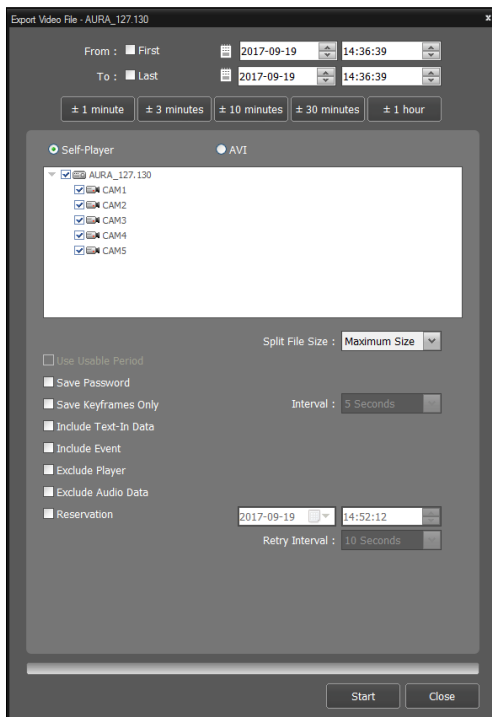 Export Video File - AURA_127.130 x
From : First 2017-09-19 14:36:39
To : Last 2017-09-19 14:36:39
± 1 minute ± 3 minutes ± 10 minutes ± 30 minutes ± 1 hour
Self-Player AVI
AURA_127.130
CAM1
CAM2
CAM3
CAM4
CAM5
Split File Size : Maximum Size
Use Usable Period
Save Password
Save Keyframes Only Interval : 5 Seconds
Include Text-In Data
Include Event
Exclude Player
Exclude Audio Data
Reservation 2017-09-19 14:52:12
Retry Interval : 10 Seconds
Start Close